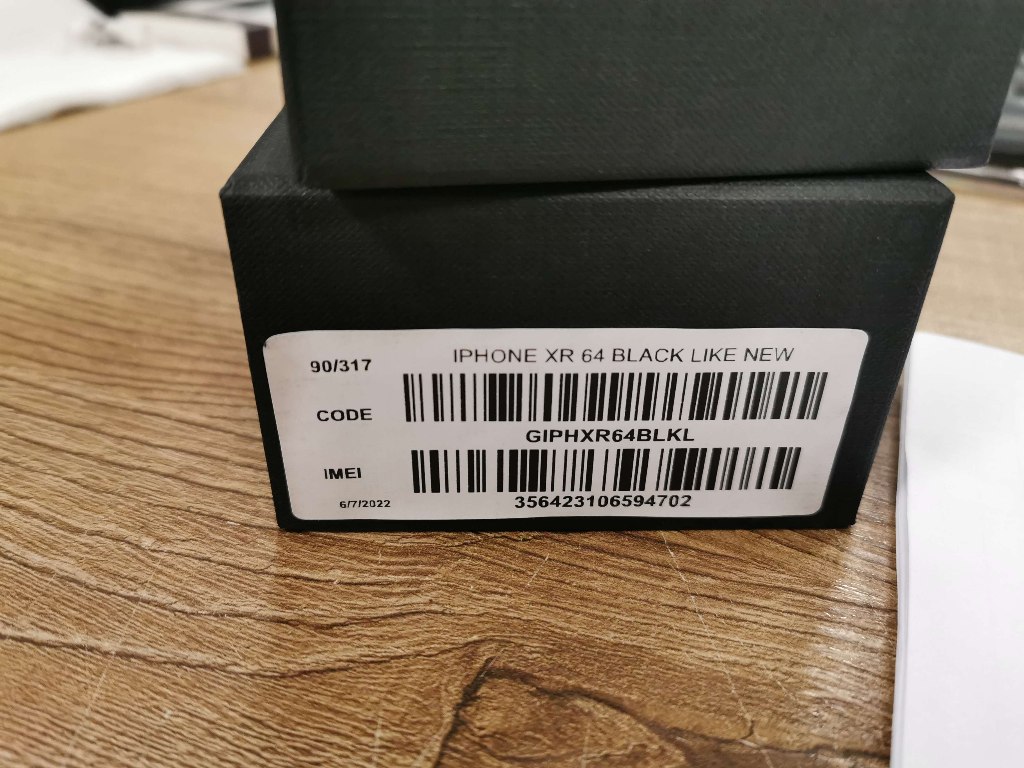 90/317
IPHONE XR 64 BLACK LIKE NEW
CODE
GIPHXR64BLKL
IMEI
6/7/2022
356423106594702